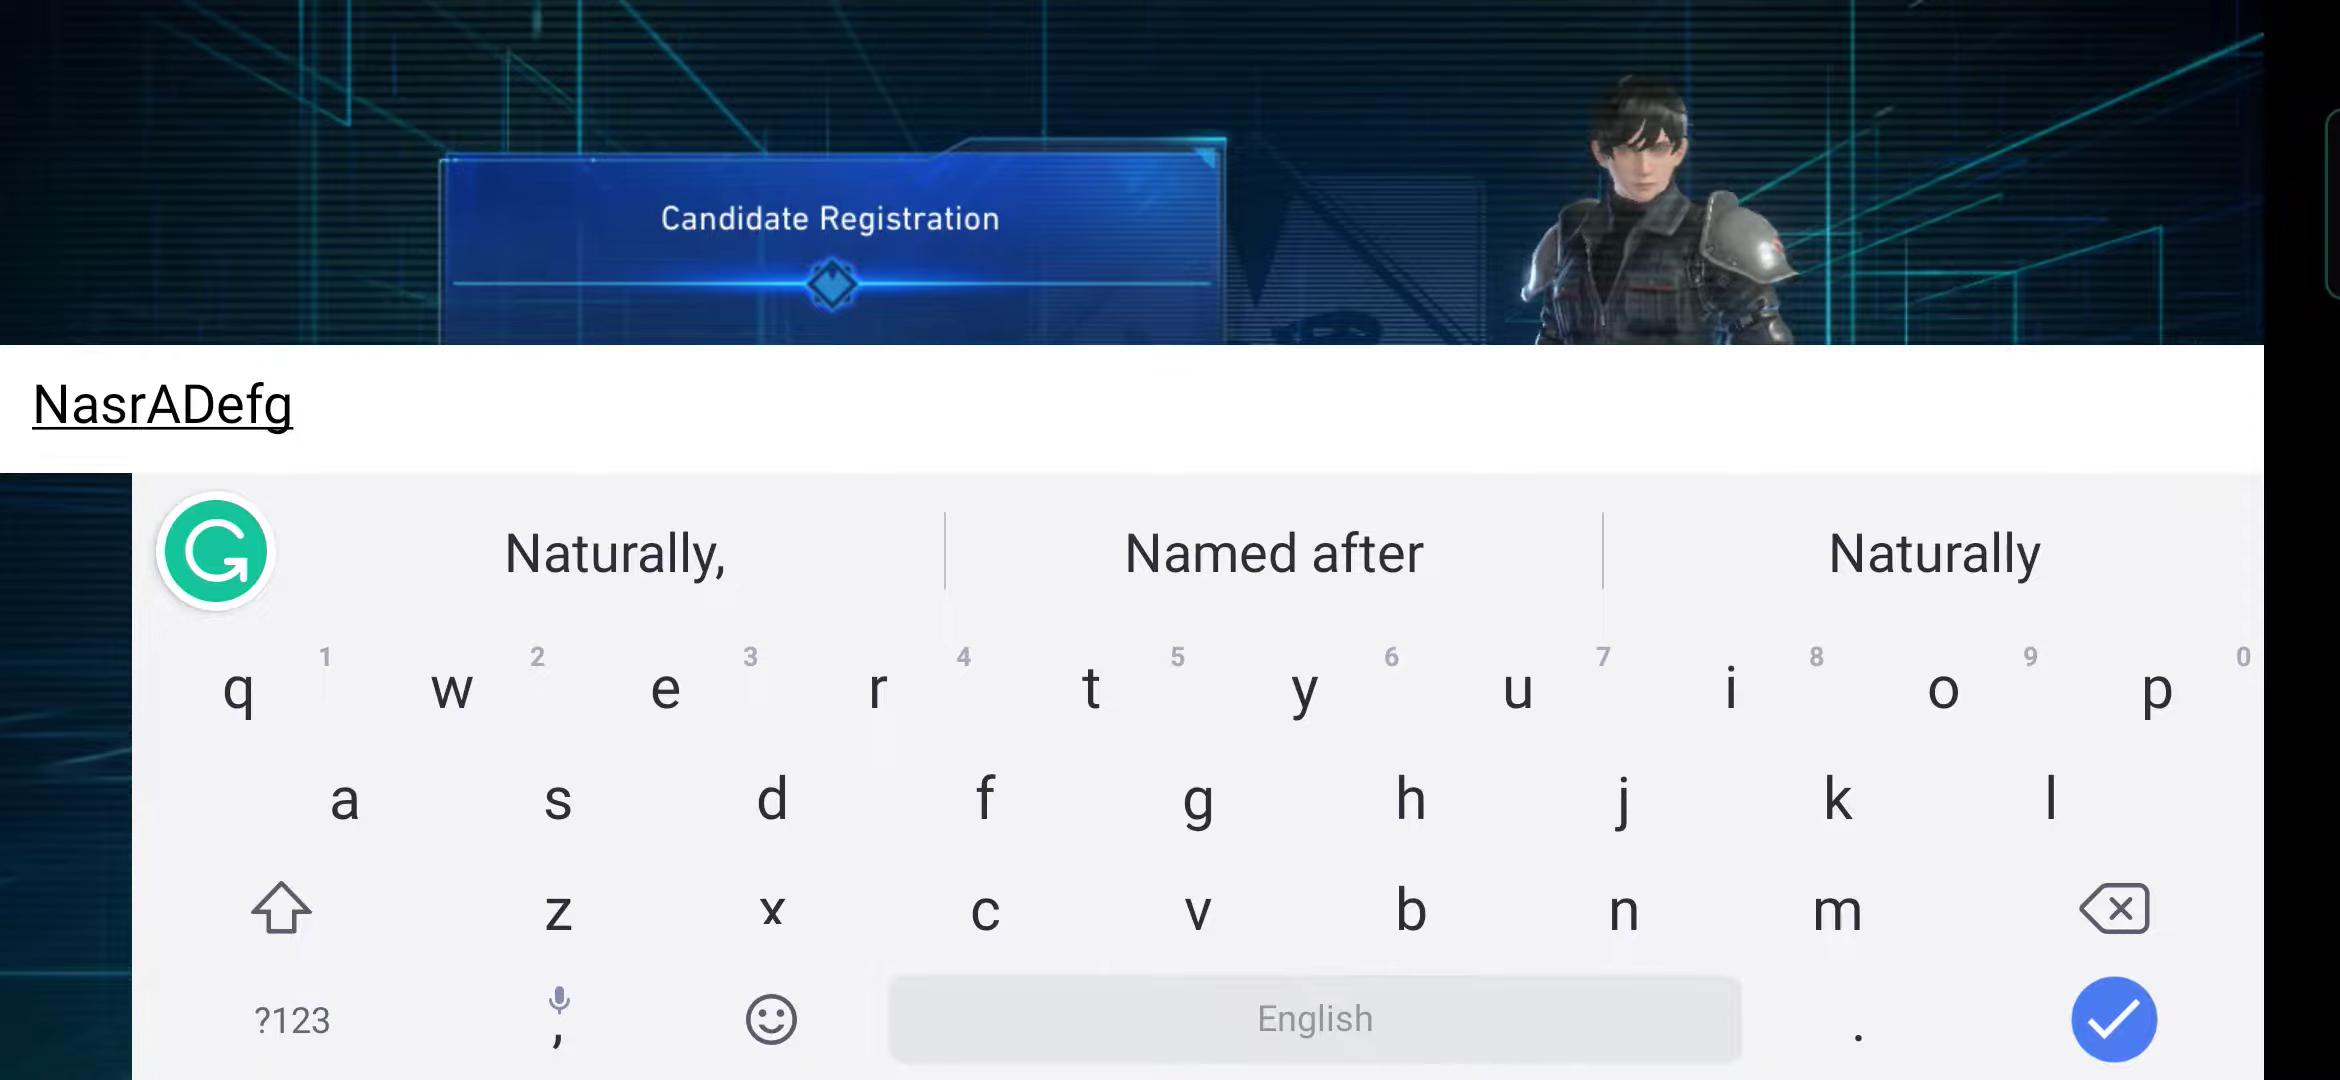 Candidate Registration
NasrADefg
Naturally, Named after Naturally
1 2 3 4 5 6 7 8 9 0
q w e r t y u i o p
a s d f g h j k l
z x c v b n m
?123 , English .